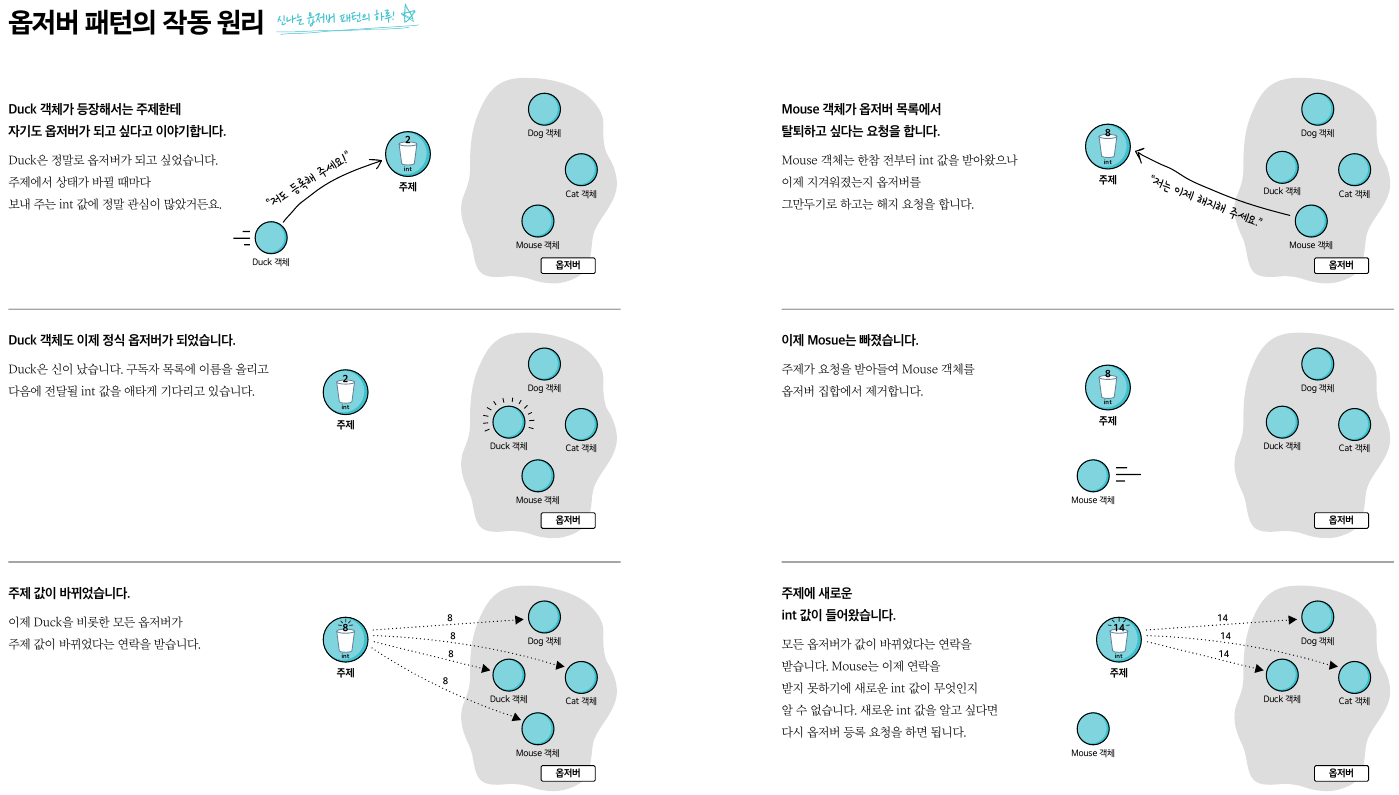 옵저버 패턴의 작동 원리
신나는 옵저버 패턴의 하루!
Duck 객체가 등장해서는 주제한테
자기도 옵저버가 되고 싶다고 이야기합니다.
Duck은 정말로 옵저버가 되고 싶었습니다.
주제에서 상태가 바뀔 때마다
보내 주는 int 값에 정말 관심이 많았거든요.
"저도 등록해 주세요!"
Duck 객체
2
int
주제
Dog 객체
Cat 객체
Mouse 객체
옵저버
Duck 객체도 이제 정식 옵저버가 되었습니다.
Duck은 신이 났습니다. 구독자 목록에 이름을 올리고
다음에 전달될 int 값을 애타게 기다리고 있습니다.
2
int
주제
Dog 객체
Duck 객체
Cat 객체
Mouse 객체
옵저버
주제 값이 바뀌었습니다.
이제 Duck을 비롯한 모든 옵저버가
주제 값이 바뀌었다는 연락을 받습니다.
8
int
주제
8
8
8
8
Dog 객체
Duck 객체
Cat 객체
Mouse 객체
옵저버
Mouse 객체가 옵저버 목록에서
탈퇴하고 싶다는 요청을 합니다.
Mouse 객체는 한참 전부터 int 값을 받아왔으나
이제 지겨워졌는지 옵저버를
그만두기로 하고는 해지 요청을 합니다.
8
int
주제
"저는 이제 해지해 주세요."
Dog 객체
Duck 객체
Cat 객체
Mouse 객체
옵저버
이제 Mosue는 빠졌습니다.
주제가 요청을 받아들여 Mouse 객체를
옵저버 집합에서 제거합니다.
8
int
주제
Mouse 객체
Dog 객체
Duck 객체
Cat 객체
옵저버
주제에 새로운
int 값이 들어왔습니다.
모든 옵저버가 값이 바뀌었다는 연락을
받습니다. Mouse는 이제 연락을
받지 못하기에 새로운 int 값이 무엇인지
알 수 없습니다. 새로운 int 값을 알고 싶다면
다시 옵저버 등록 요청을 하면 됩니다.
14
int
주제
14
14
14
Mouse 객체
Dog 객체
Duck 객체
Cat 객체
옵저버